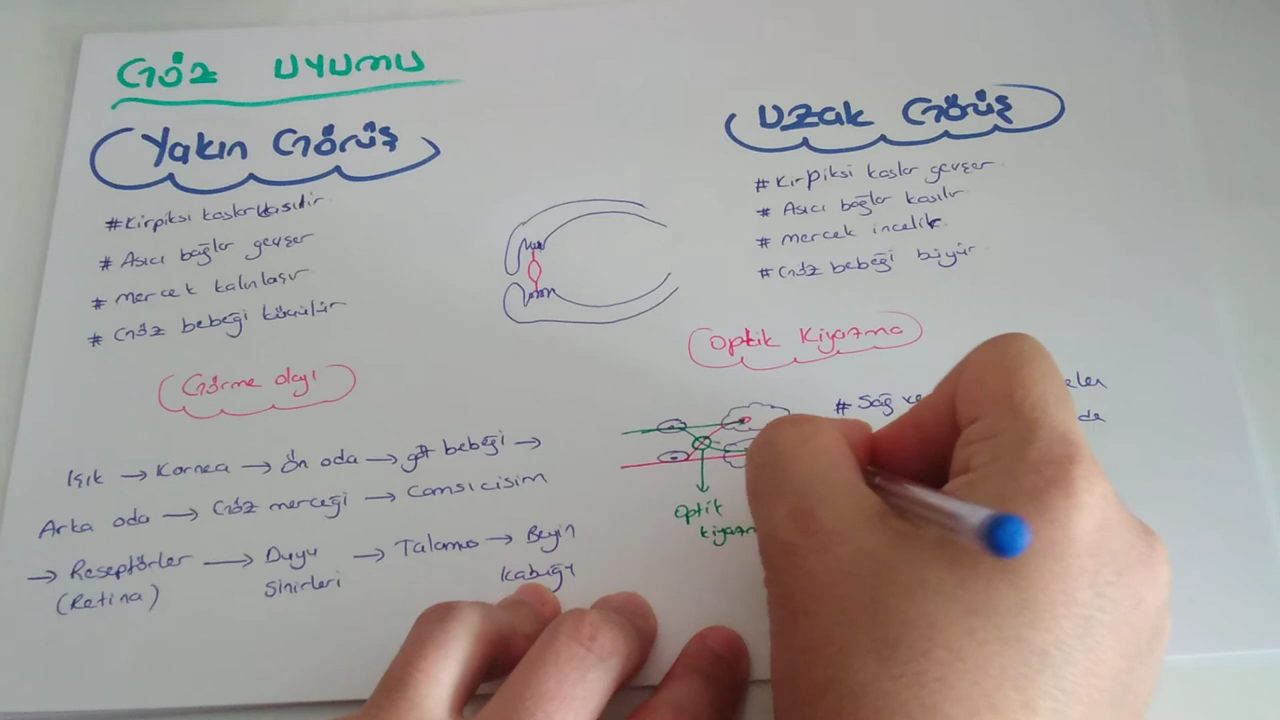 Göz uyumu
Yakın Görüş
#Kirpiksi kaslar kasılır
# Asıcı bağlar gevşer
# mercek kalınlaşır
# Göz bebeği küçülür
Uzak Görüş
# Kirpiksi kaslar gevşer
# Asıcı bağlar kasılır
# mercek incelir
# Göz bebeği büyür
Görme olayı
Işık → Kornea → ön oda → göz bebeği →
Arka oda → Göz merceği → Camsı cisim
→ Reseptörler → Duyu → Talamus → Beyin
(Retina) sinirleri kabuğu
Optik Kiyazma
# Sağ ve
de
Optik